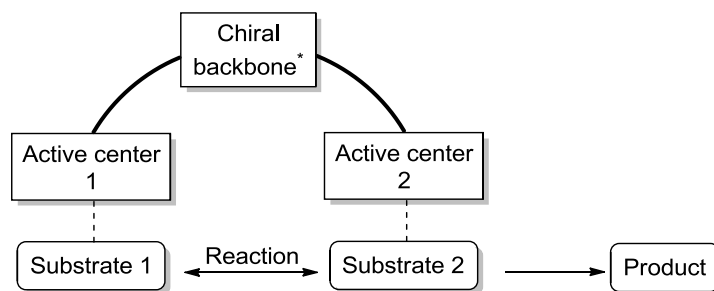 Chiral
backbone*
Active center
1
Active center
2
Substrate 1
Reaction
Substrate 2
Product